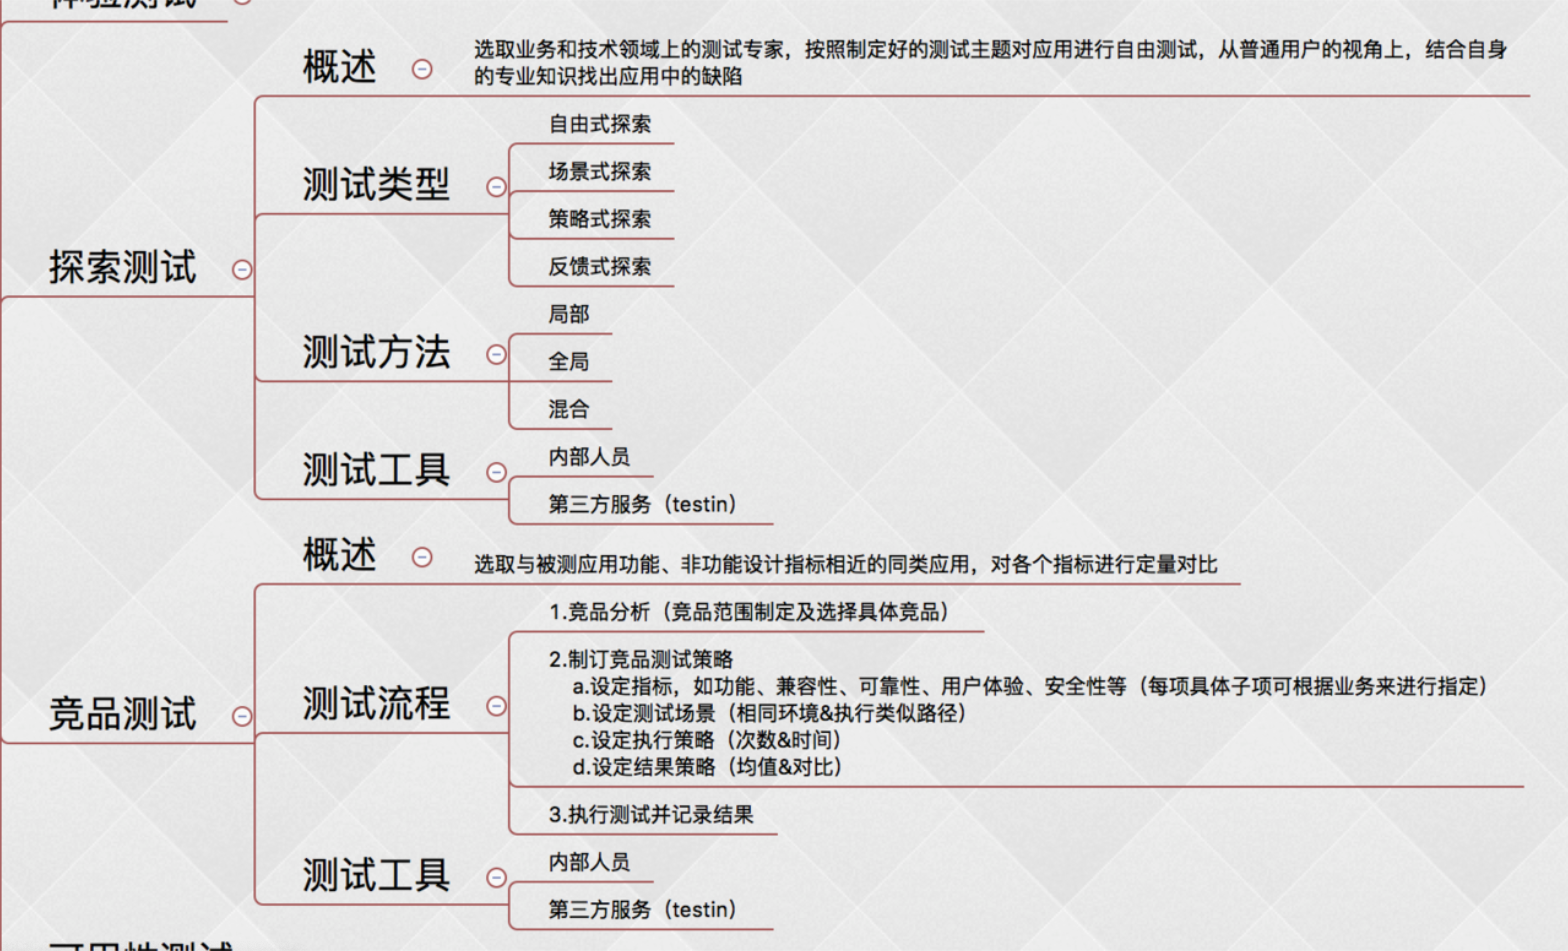 体验测试
概述
选取业务和技术领域上的测试专家，按照制定好的测试主题对应用进行自由测试，从普通用户的视角上，结合自身
的专业知识找出应用中的缺陷
探索测试
测试类型
自由式探索
场景式探索
策略式探索
反馈式探索
测试方法
局部
全局
混合
测试工具
内部人员
第三方服务（testin）
概述
选取与被测应用功能、非功能设计指标相近的同类应用，对各个指标进行定量对比
竞品测试
测试流程
1.竞品分析（竞品范围制定及选择具体竞品）
2.制订竞品测试策略
a.设定指标，如功能、兼容性、可靠性、用户体验、安全性等（每项具体子项可根据业务来进行指定）
b.设定测试场景（相同环境&执行类似路径）
c.设定执行策略（次数&时间）
d.设定结果策略（均值&对比）
3.执行测试并记录结果
测试工具
内部人员
第三方服务（testin）
可用性测试